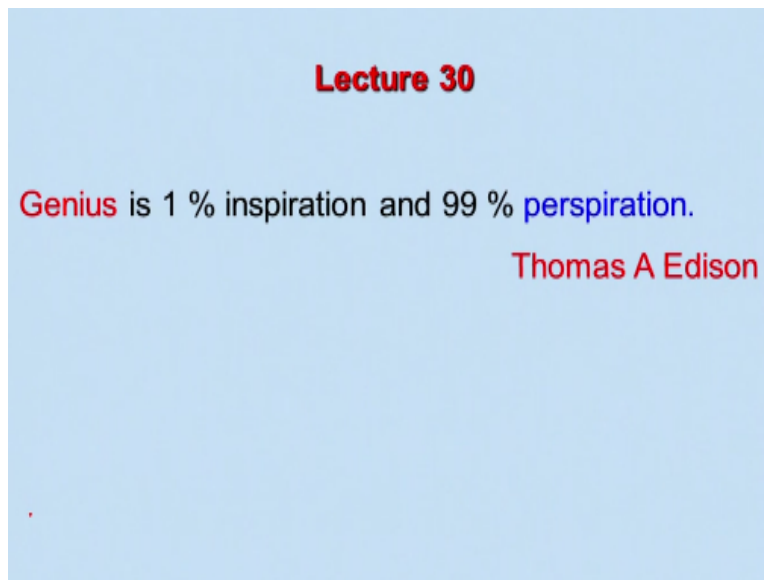 Lecture 30
Genius is 1 % inspiration and 99 % perspiration.
Thomas A Edison